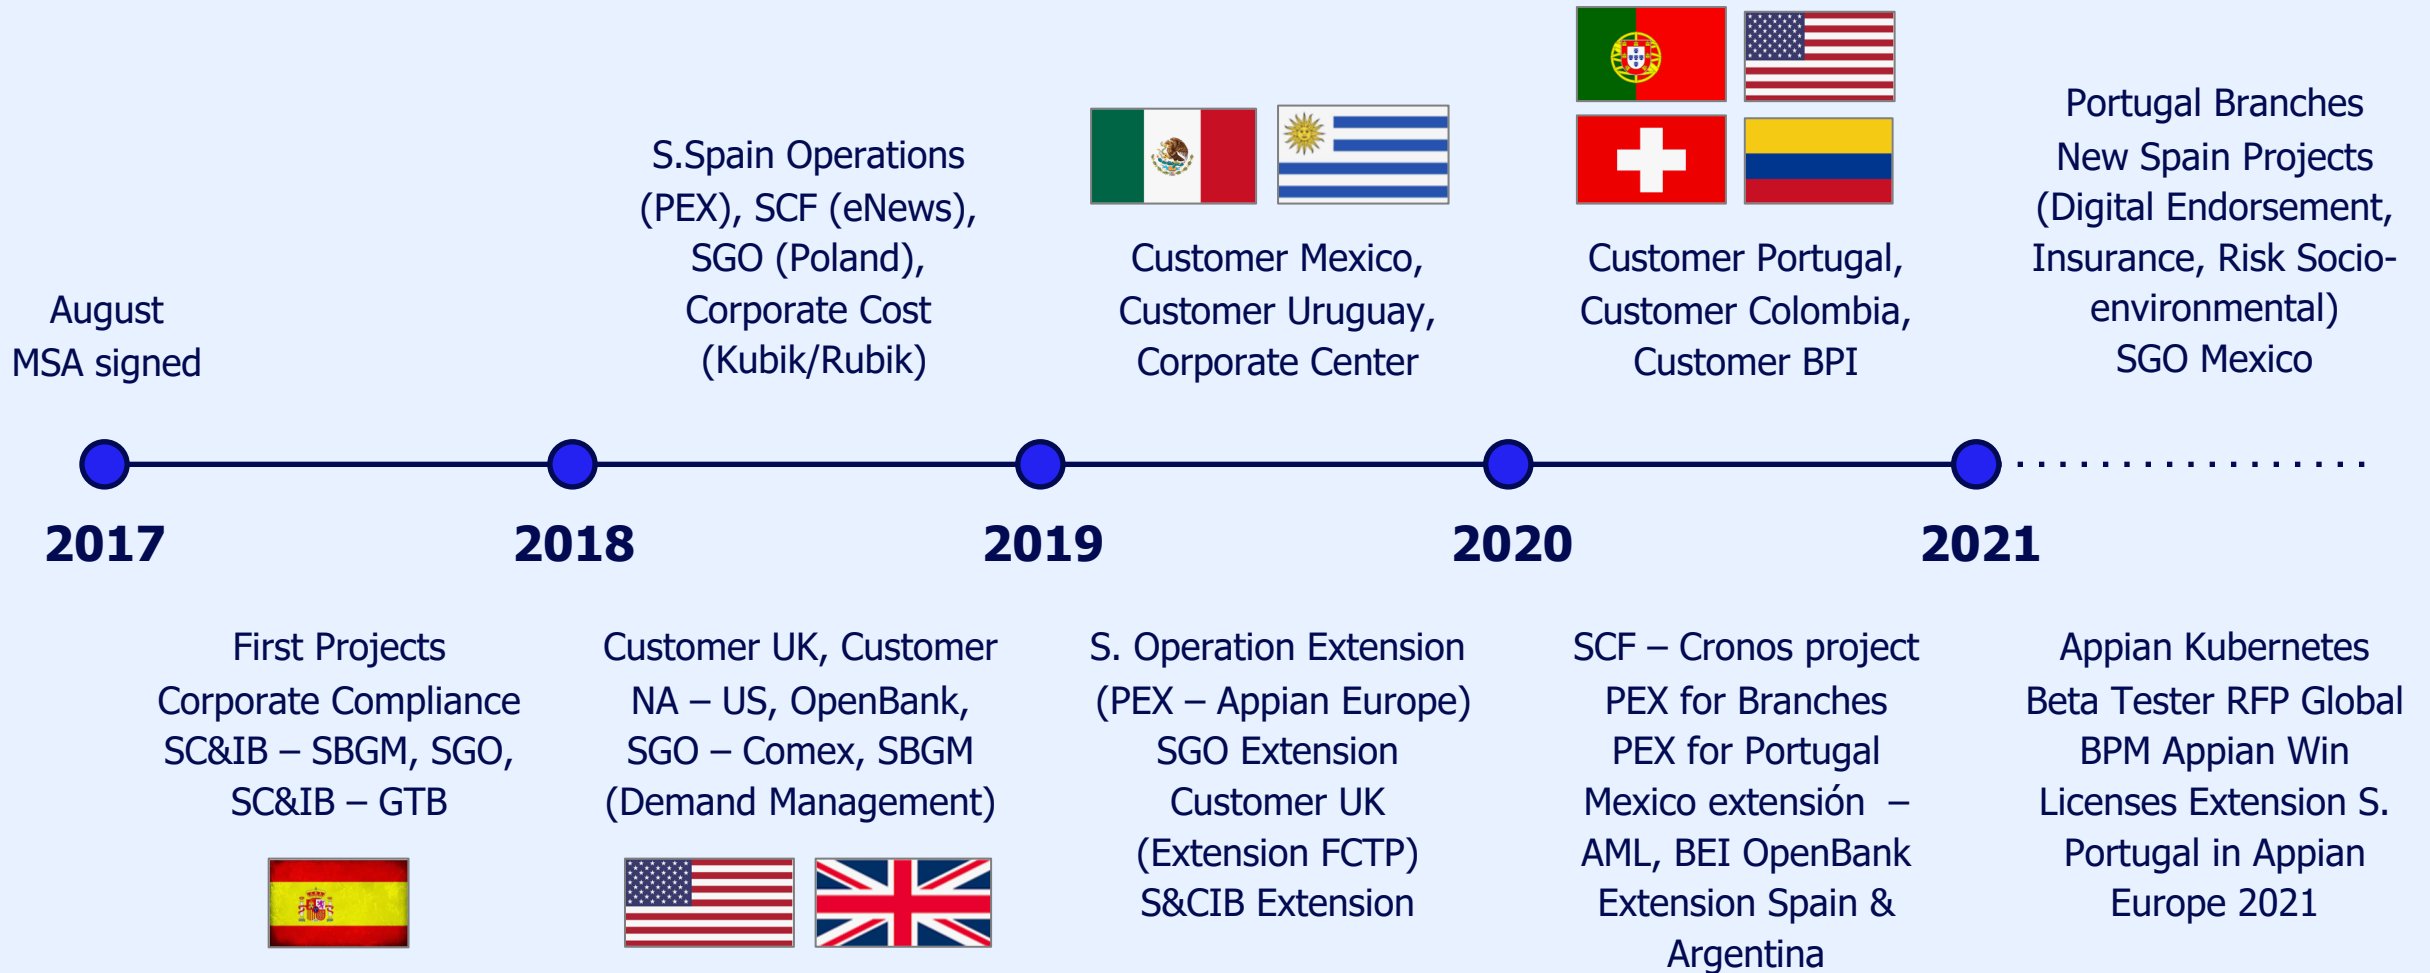 August
MSA signed
S.Spain Operations
(PEX), SCF (eNews),
SGO (Poland),
Corporate Cost
(Kubik/Rubik)
Customer Mexico,
Customer Uruguay,
Corporate Center
Customer Portugal,
Customer Colombia,
Customer BPI
Portugal Branches
New Spain Projects
(Digital Endorsement,
Insurance, Risk Socio-
environmental)
SGO Mexico
2017
2018
2019
2020
2021
First Projects
Corporate Compliance
SC&IB – SBGM, SGO,
SC&IB – GTB
Customer UK, Customer
NA – US, OpenBank,
SGO – Comex, SBGM
(Demand Management)
S. Operation Extension
(PEX – Appian Europe)
SGO Extension
Customer UK
(Extension FCTP)
S&CIB Extension
SCF – Cronos project
PEX for Branches
PEX for Portugal
Mexico extensión –
AML, BEI OpenBank
Extension Spain &
Argentina
Appian Kubernetes
Beta Tester RFP Global
BPM Appian Win
Licenses Extension S.
Portugal in Appian
Europe 2021